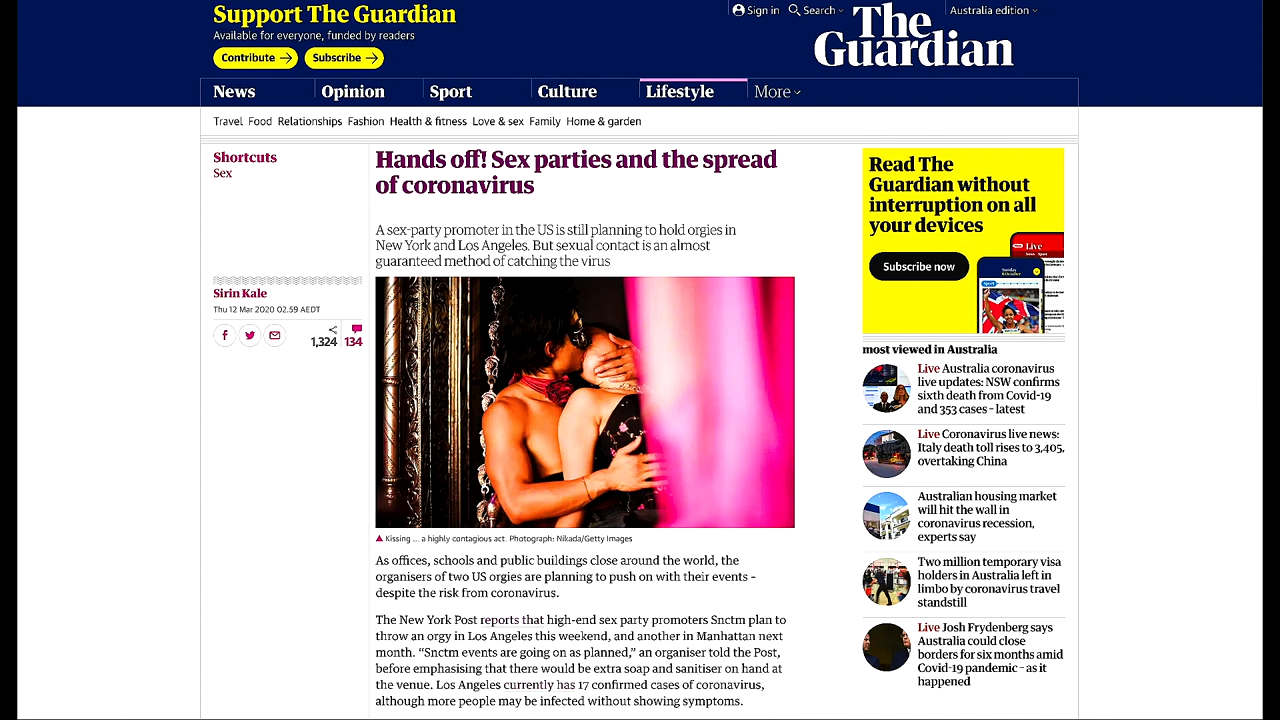 Support The Guardian
Available for everyone, funded by readers
Contribute →
Subscribe →
Sign in
Search
Australia edition
The
Guardian
News
Opinion
Sport
Culture
Lifestyle
More
Travel Food Relationships Fashion Health & fitness Love & sex Family Home & garden
Shortcuts
Sex
Hands off! Sex parties and the spread
of coronavirus
A sex-party promoter in the US is still planning to hold orgies in
New York and Los Angeles. But sexual contact is an almost
guaranteed method of catching the virus
Sirin Kale
Thu 12 Mar 2020 02.59 AEDT
1,324
134
Kissing ... a highly contagious act. Photograph: Nikada/Getty Images
As offices, schools and public buildings close around the world, the
organisers of two US orgies are planning to push on with their events –
despite the risk from coronavirus.
The New York Post reports that high-end sex party promoters Snctm plan to
throw an orgy in Los Angeles this weekend, and another in Manhattan next
month. “Snctm events are going on as planned,” an organiser told the Post,
before emphasising that there would be extra soap and sanitiser on hand at
the venue. Los Angeles currently has 17 confirmed cases of coronavirus,
although more people may be infected without showing symptoms.
Read The
Guardian without
interruption on all
your devices
Subscribe now
Live
Sport
most viewed in Australia
Live Australia coronavirus
live updates: NSW confirms
sixth death from Covid-19
and 353 cases – latest
Live Coronavirus live news:
Italy death toll rises to 3,405,
overtaking China
Australian housing market
will hit the wall in
coronavirus recession,
experts say
Two million temporary visa
holders in Australia left in
limbo by coronavirus travel
standstill
Live Josh Frydenberg says
Australia could close
borders for six months amid
Covid-19 pandemic – as it
happened